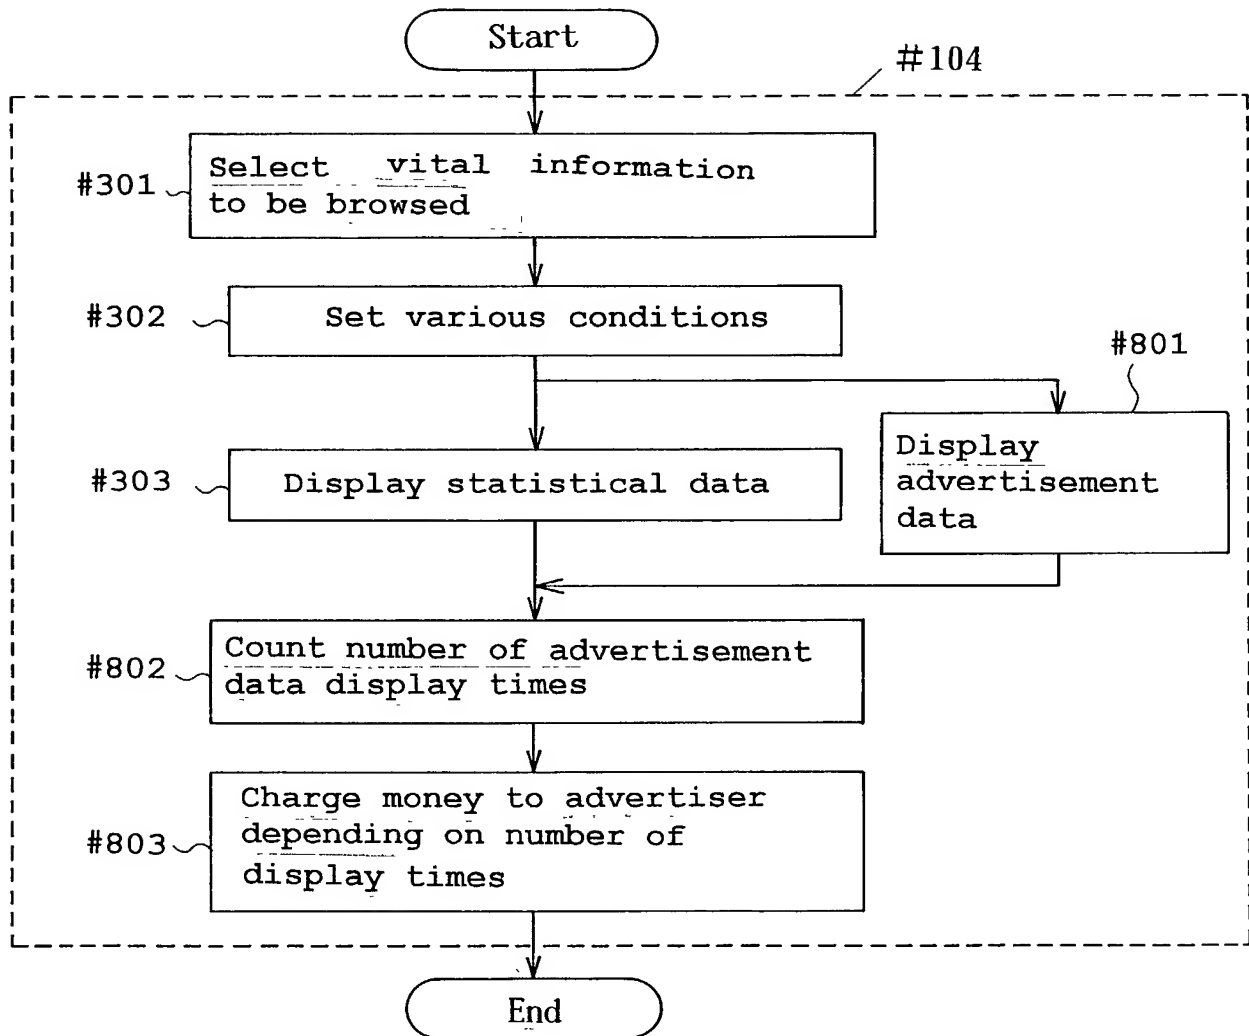 Start
#104
#301
Select vital information
to be browsed
#302
Set various conditions
#801
#303
Display statistical data
Display
advertisement
data
#802
Count number of advertisement
data display times
#803
Charge money to advertiser
depending on number of
display times
End